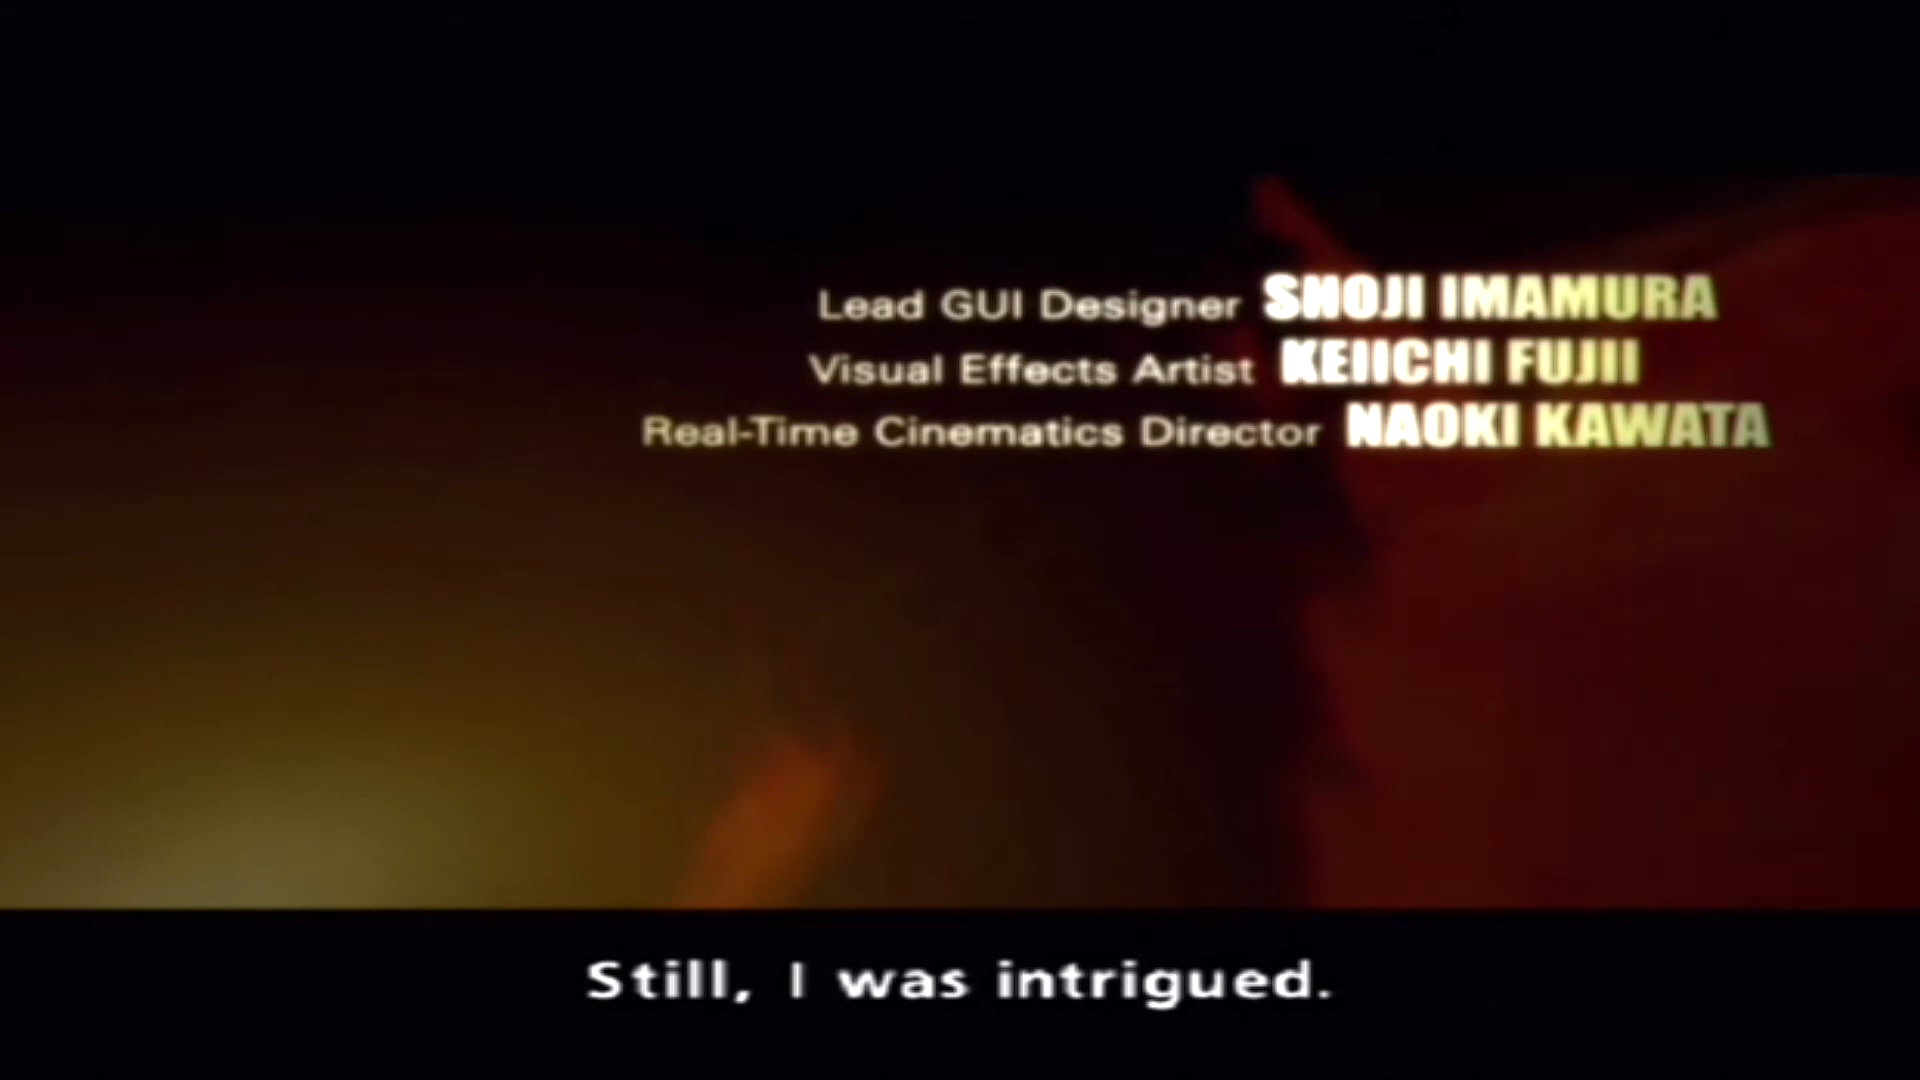 Lead GUI Designer SHOJI IMAMURA
Visual Effects Artist KEIICHI FUJII
Real-Time Cinematics Director NAOKI KAWATA
Still, I was intrigued.